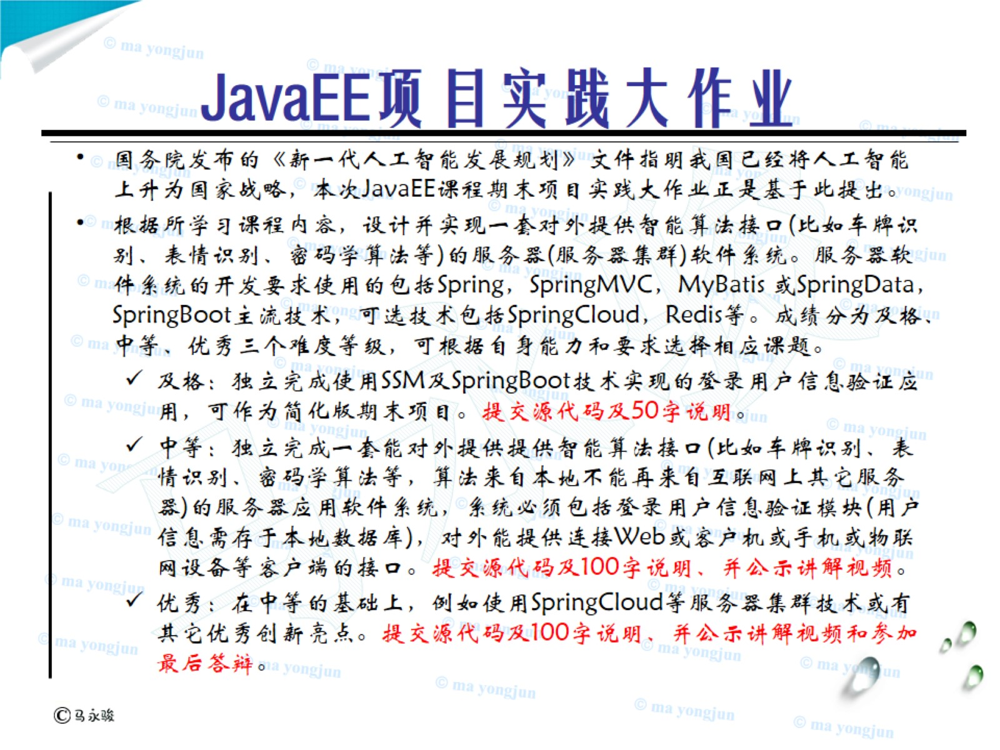 JavaEE项目实践大作业
• 国务院发布的《新一代人工智能发展规划》文件指明我国已经将人工智能
上升为国家战略，本次JavaEE课程期末项目实践大作业正是基于此提出。
• 根据所学习课程内容，设计并实现一套对外提供智能算法接口(比如车牌识
别、表情识别、密码学算法等)的服务器(服务器集群)软件系统。服务器软
件系统的开发要求使用的包括Spring，SpringMVC，MyBatis 或SpringData，
SpringBoot主流技术，可选技术包括SpringCloud，Redis等。成绩分为及格、
中等、优秀三个难度等级，可根据自身能力和要求选择相应课题。
✓ 及格：独立完成使用SSM及SpringBoot技术实现的登录用户信息验证应
用，可作为简化版期末项目。提交源代码及50字说明。
✓ 中等：独立完成一套能对外提供提供智能算法接口(比如车牌识别、表
情识别、密码学算法等，算法来自本地不能再来自互联网上其它服务
器)的服务器应用软件系统，系统必须包括登录用户信息验证模块(用户
信息需存于本地数据库)，对外能提供连接Web或客户机或手机或物联
网设备等客户端的接口。提交源代码及100字说明、并公示讲解视频。
✓ 优秀：在中等的基础上，例如使用SpringCloud等服务器集群技术或有
其它优秀创新亮点。提交源代码及100字说明、并公示讲解视频和参加
最后答辩。
©马永骏
© ma yongjun
马永骏